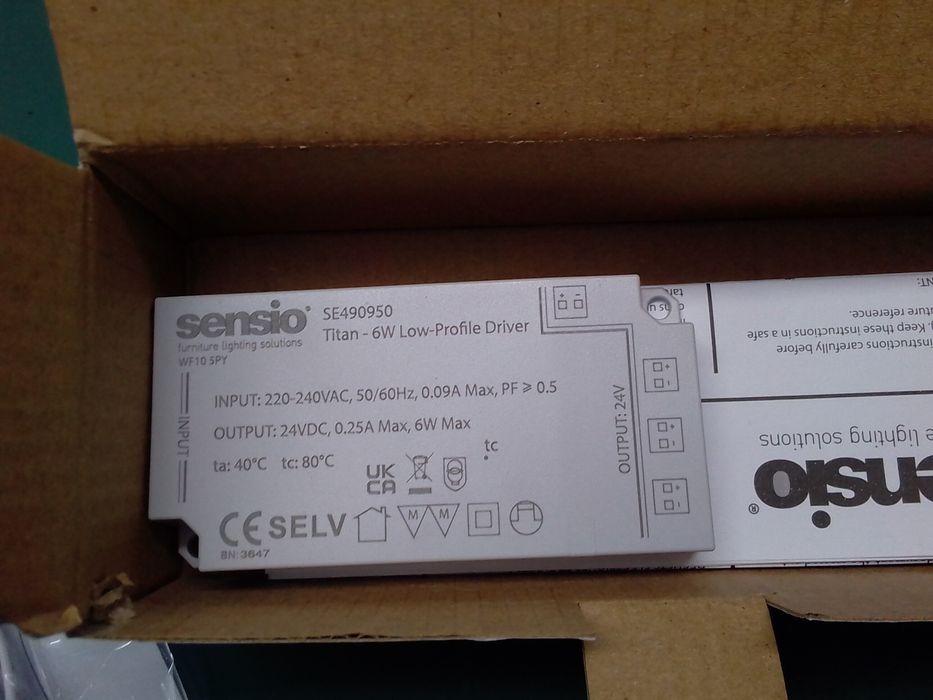 sensio®
furniture lighting solutions
WF10 5PY
SE490950
Titan - 6W Low-Profile Driver
INPUT
INPUT: 220-240VAC, 50/60Hz, 0.09A Max, PF ≥ 0.5
OUTPUT: 24VDC, 0.25A Max, 6W Max
ta: 40°C tc: 80°C
tc
UK
CA
CE SELV
M M
BN: 3647
OUTPUT: 24V
+ -
+
-
+
-
+
-
instructions carefully before
Keep these instructions in a safe
ture reference.
NT:
e lighting solutions
ensio®